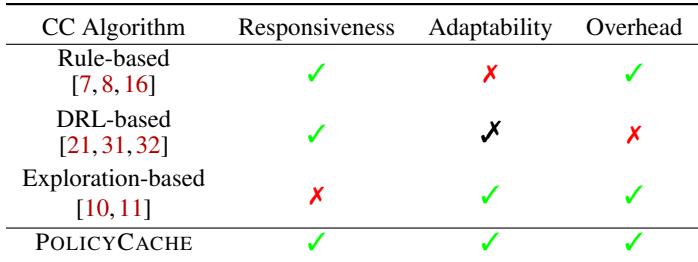 CC Algorithm Responsiveness Adaptability Overhead
Rule-based
[7, 8, 16] ✓ ✗ ✓
DRL-based
[21, 31, 32] ✓ ✗ ✗
Exploration-based
[10, 11] ✗ ✓ ✓
POLICYCACHE ✓ ✓ ✓